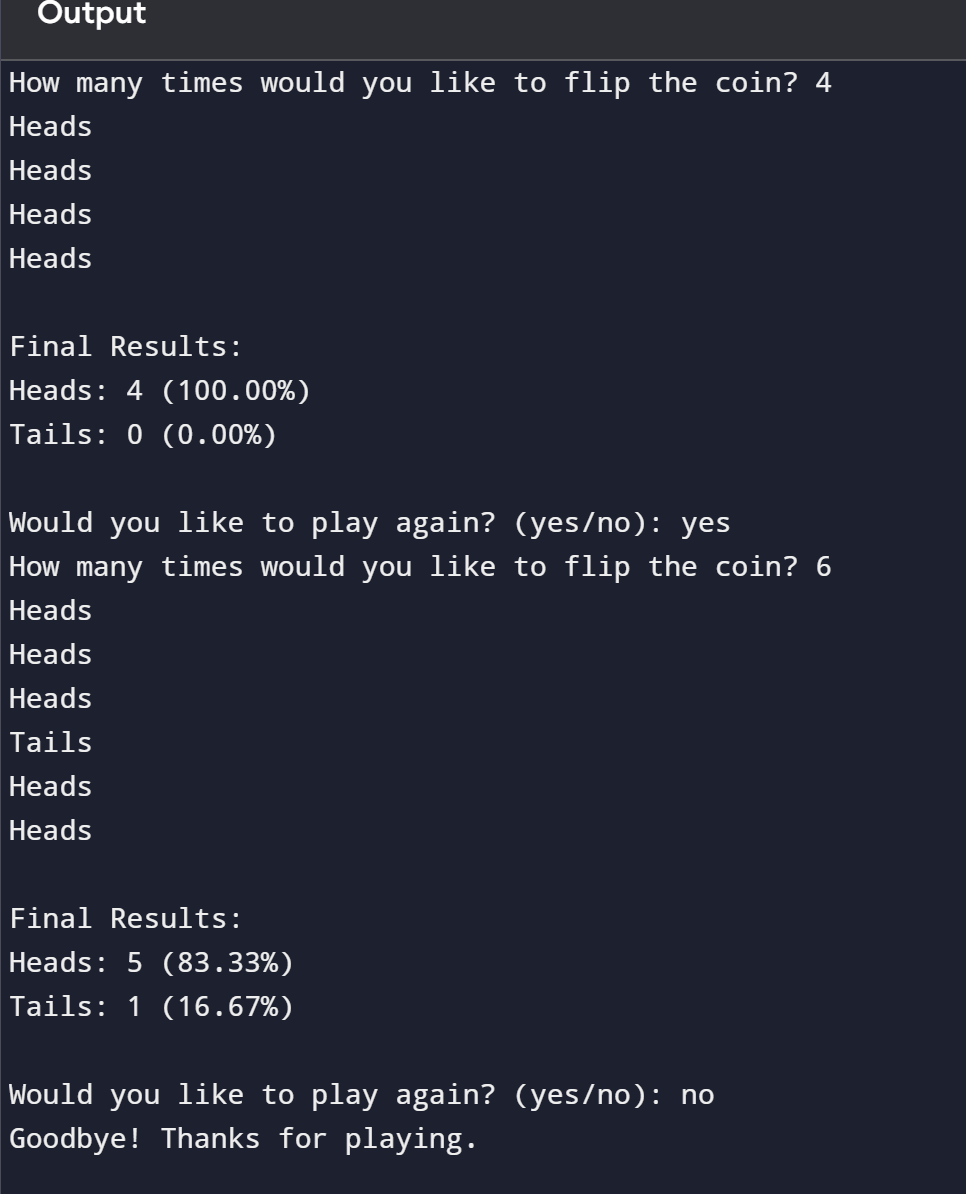 Output
How many times would you like to flip the coin? 4
Heads
Heads
Heads
Heads
Final Results:
Heads: 4 (100.00%)
Tails: 0 (0.00%)
Would you like to play again? (yes/no): yes
How many times would you like to flip the coin? 6
Heads
Heads
Heads
Tails
Heads
Heads
Final Results:
Heads: 5 (83.33%)
Tails: 1 (16.67%)
Would you like to play again? (yes/no): no
Goodbye! Thanks for playing.